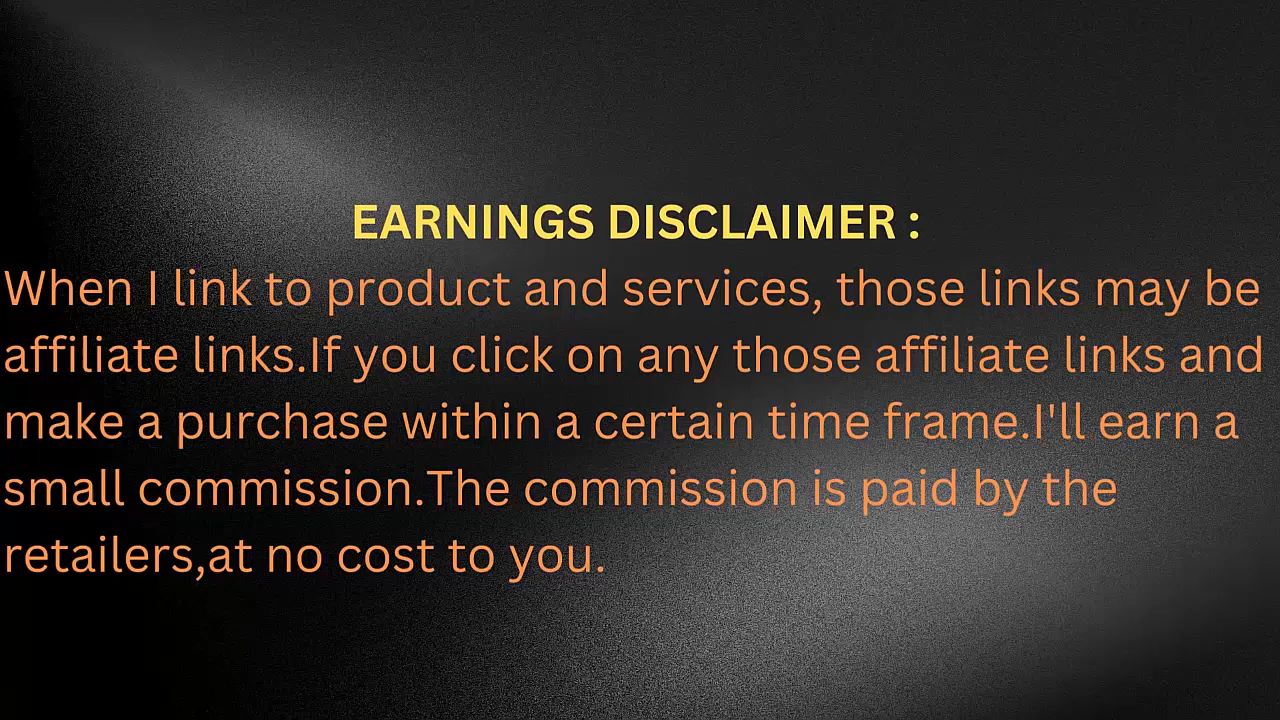 EARNINGS DISCLAIMER :
When I link to product and services, those links may be
affiliate links.If you click on any those affiliate links and
make a purchase within a certain time frame.I'll earn a
small commission.The commission is paid by the
retailers,at no cost to you.